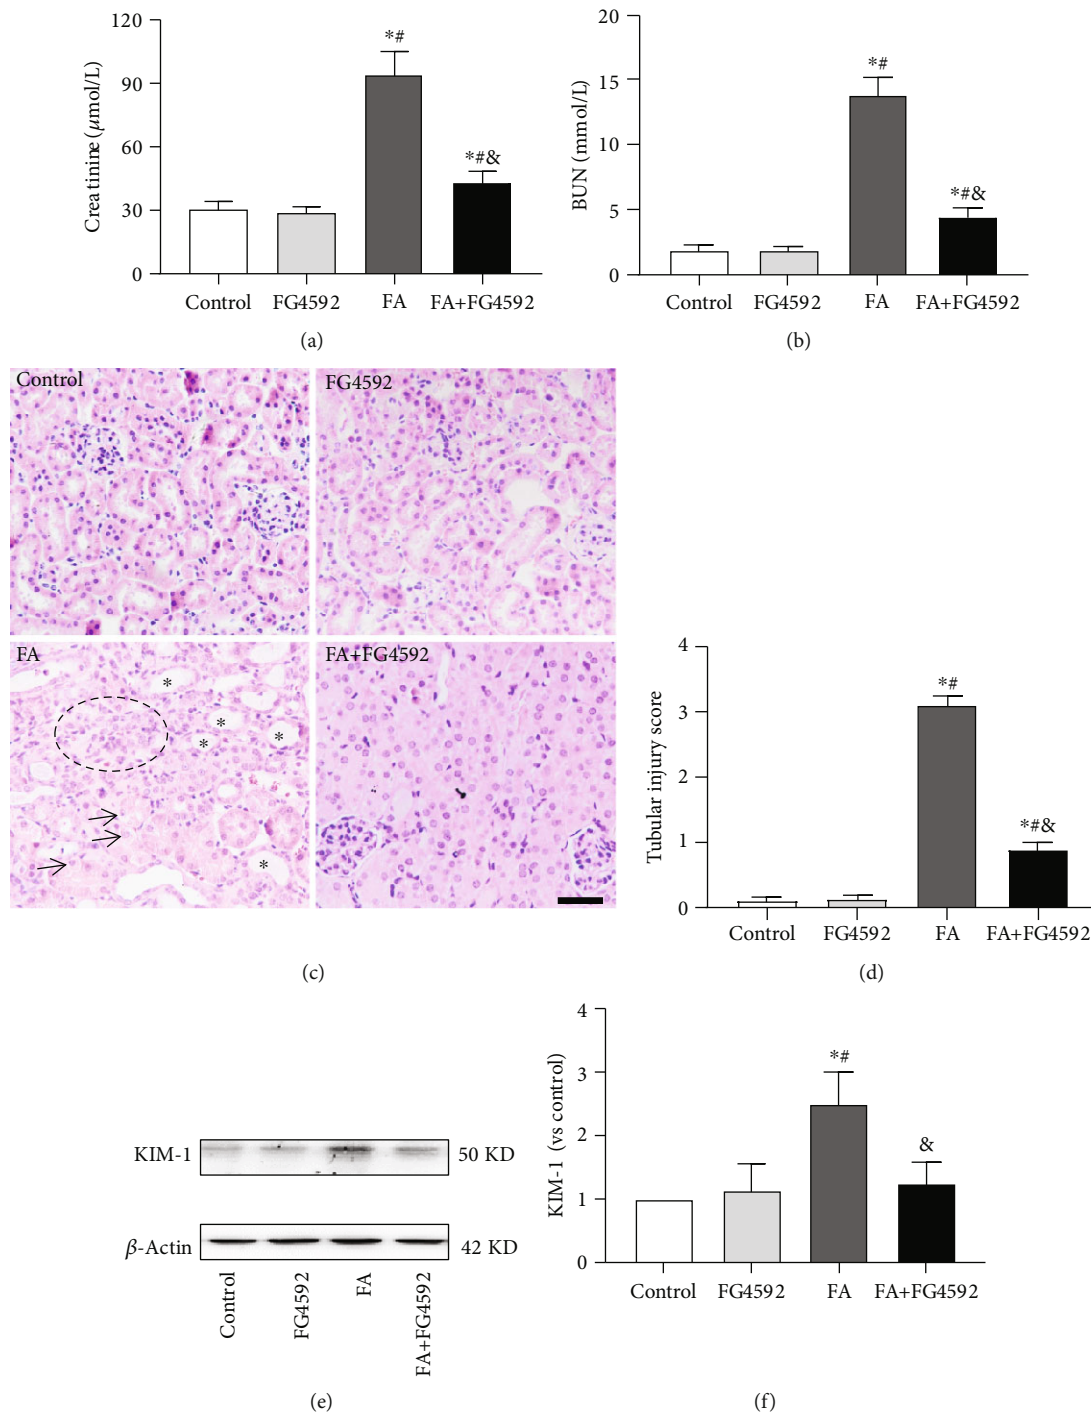 120
90
60
30
0
Creatinine (μmol/L)
*#
*#&
Control
FG4592
FA
FA+FG4592
(a)
20
15
10
5
0
BUN (mmol/L)
*#
*#&
Control
FG4592
FA
FA+FG4592
(b)
Control
FG4592
FA
*
*
*
*
*
FA+FG4592
(c)
4
3
2
1
0
Tubular injury score
*#
*#&
Control
FG4592
FA
FA+FG4592
(d)
KIM-1
50 KD
β-Actin
42 KD
Control
FG4592
FA
FA+FG4592
(e)
4
3
2
1
0
KIM-1 (vs control)
*#
&
Control
FG4592
FA
FA+FG4592
(f)